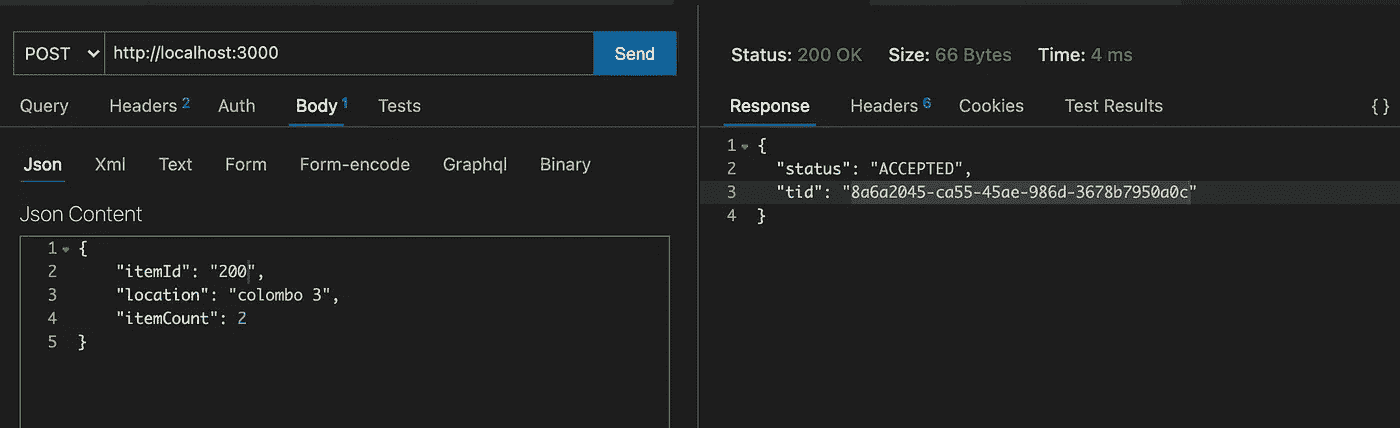 POST http://localhost:3000 Send
Query Headers 2 Auth Body 1 Tests
Json Xml Text Form Form-encode Graphql Binary
Json Content
1 {
2 "itemId": "200",
3 "location": "colombo 3",
4 "itemCount": 2
5 }
Status: 200 OK Size: 66 Bytes Time: 4 ms
Response Headers 6 Cookies Test Results { }
1 {
2 "status": "ACCEPTED",
3 "tid": "8a6a2045-ca55-45ae-986d-3678b7950a0c"
4 }